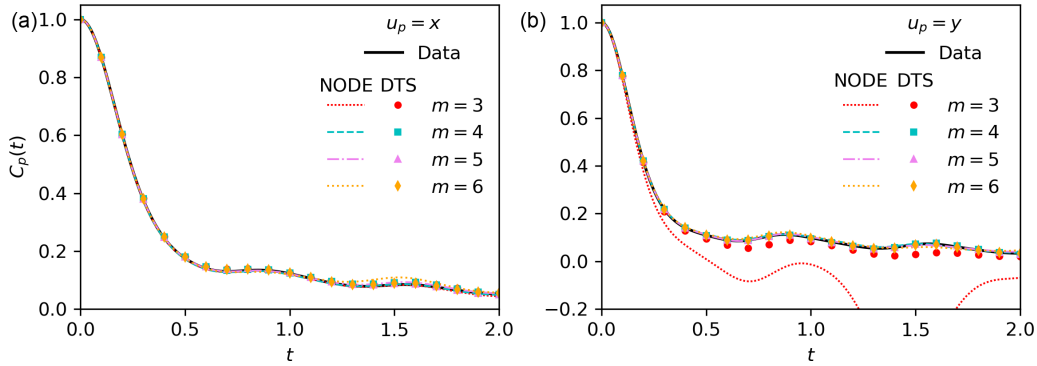 (a)
u_p = x
Data
NODE DTS
m = 3
m = 4
m = 5
m = 6
C_p(t)
1.0
0.8
0.6
0.4
0.2
0.0
0.0 0.5 1.0 1.5 2.0
t
(b)
u_p = y
Data
NODE DTS
m = 3
m = 4
m = 5
m = 6
1.0
0.8
0.6
0.4
0.2
0.0
−0.2
0.0 0.5 1.0 1.5 2.0
t